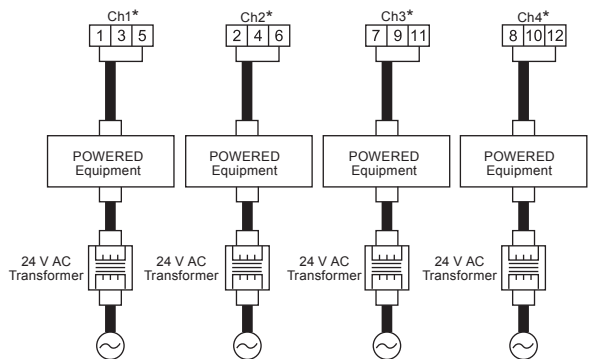 Ch1* Ch2* Ch3* Ch4*
1 3 5 2 4 6 7 9 11 8 10 12
POWERED POWERED POWERED POWERED
Equipment Equipment Equipment Equipment
24 V AC 24 V AC 24 V AC 24 V AC
Transformer Transformer Transformer Transformer